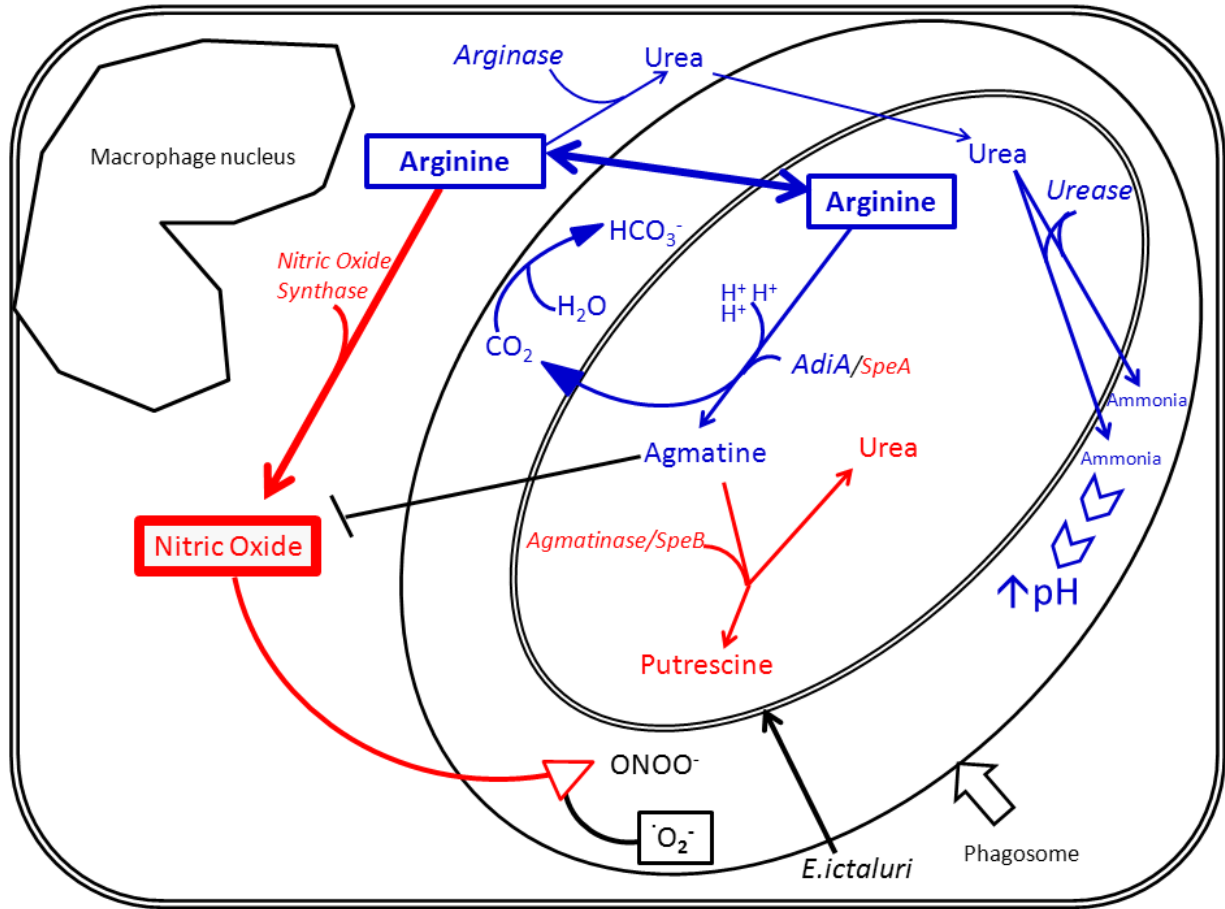 Arginase
Urea
Macrophage nucleus
Arginine
Urea
Urease
Arginine
HCO₃⁻
Nitric Oxide
Synthase
H⁺ H⁺
H⁺
H₂O
CO₂
AdiA/SpeA
Ammonia
Agmatine
Urea
Ammonia
Nitric Oxide
Agmatinase/SpeB
↑pH
Putrescine
ONOO⁻
˙O₂⁻
Phagosome
E.ictaluri